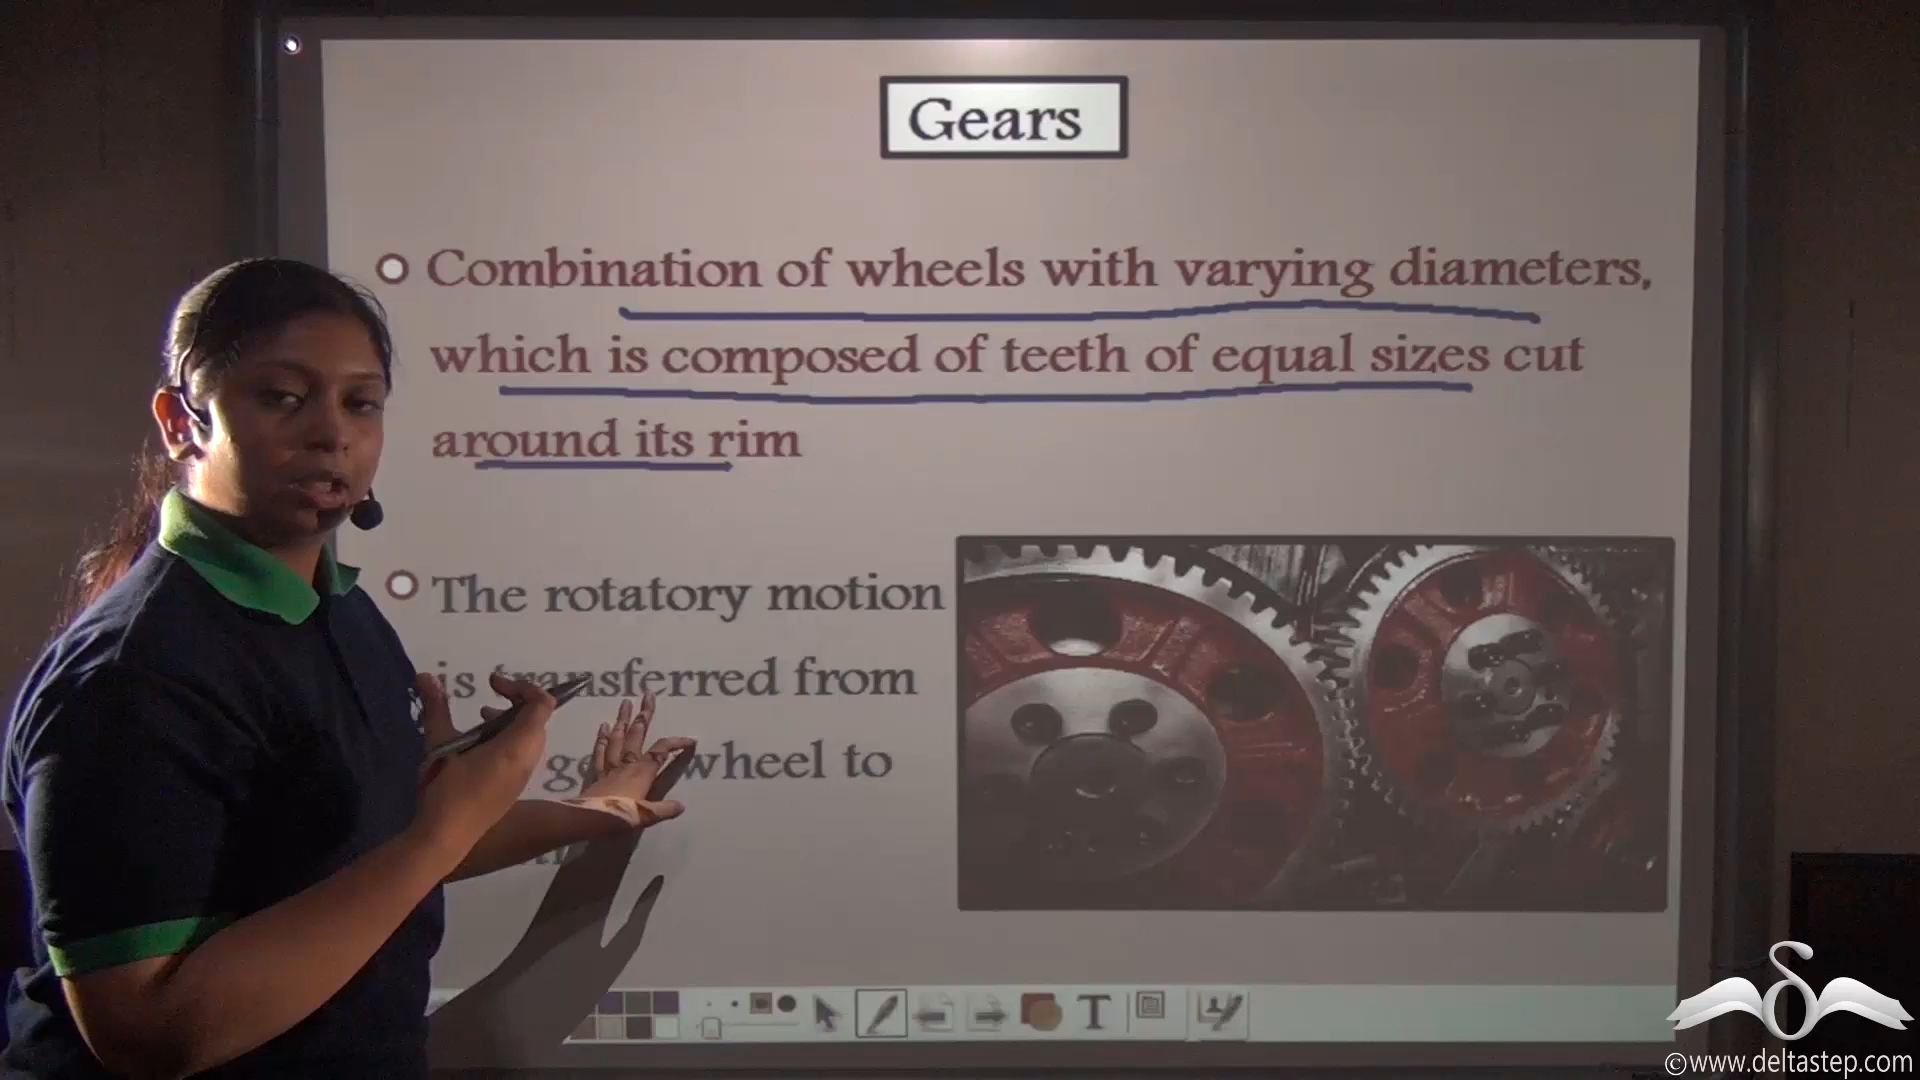 Gears
Combination of wheels with varying diameters,
which is composed of teeth of equal sizes cut
around its rim
The rotatory motion
is transferred from
wheel to
T
©www.deltastep.com